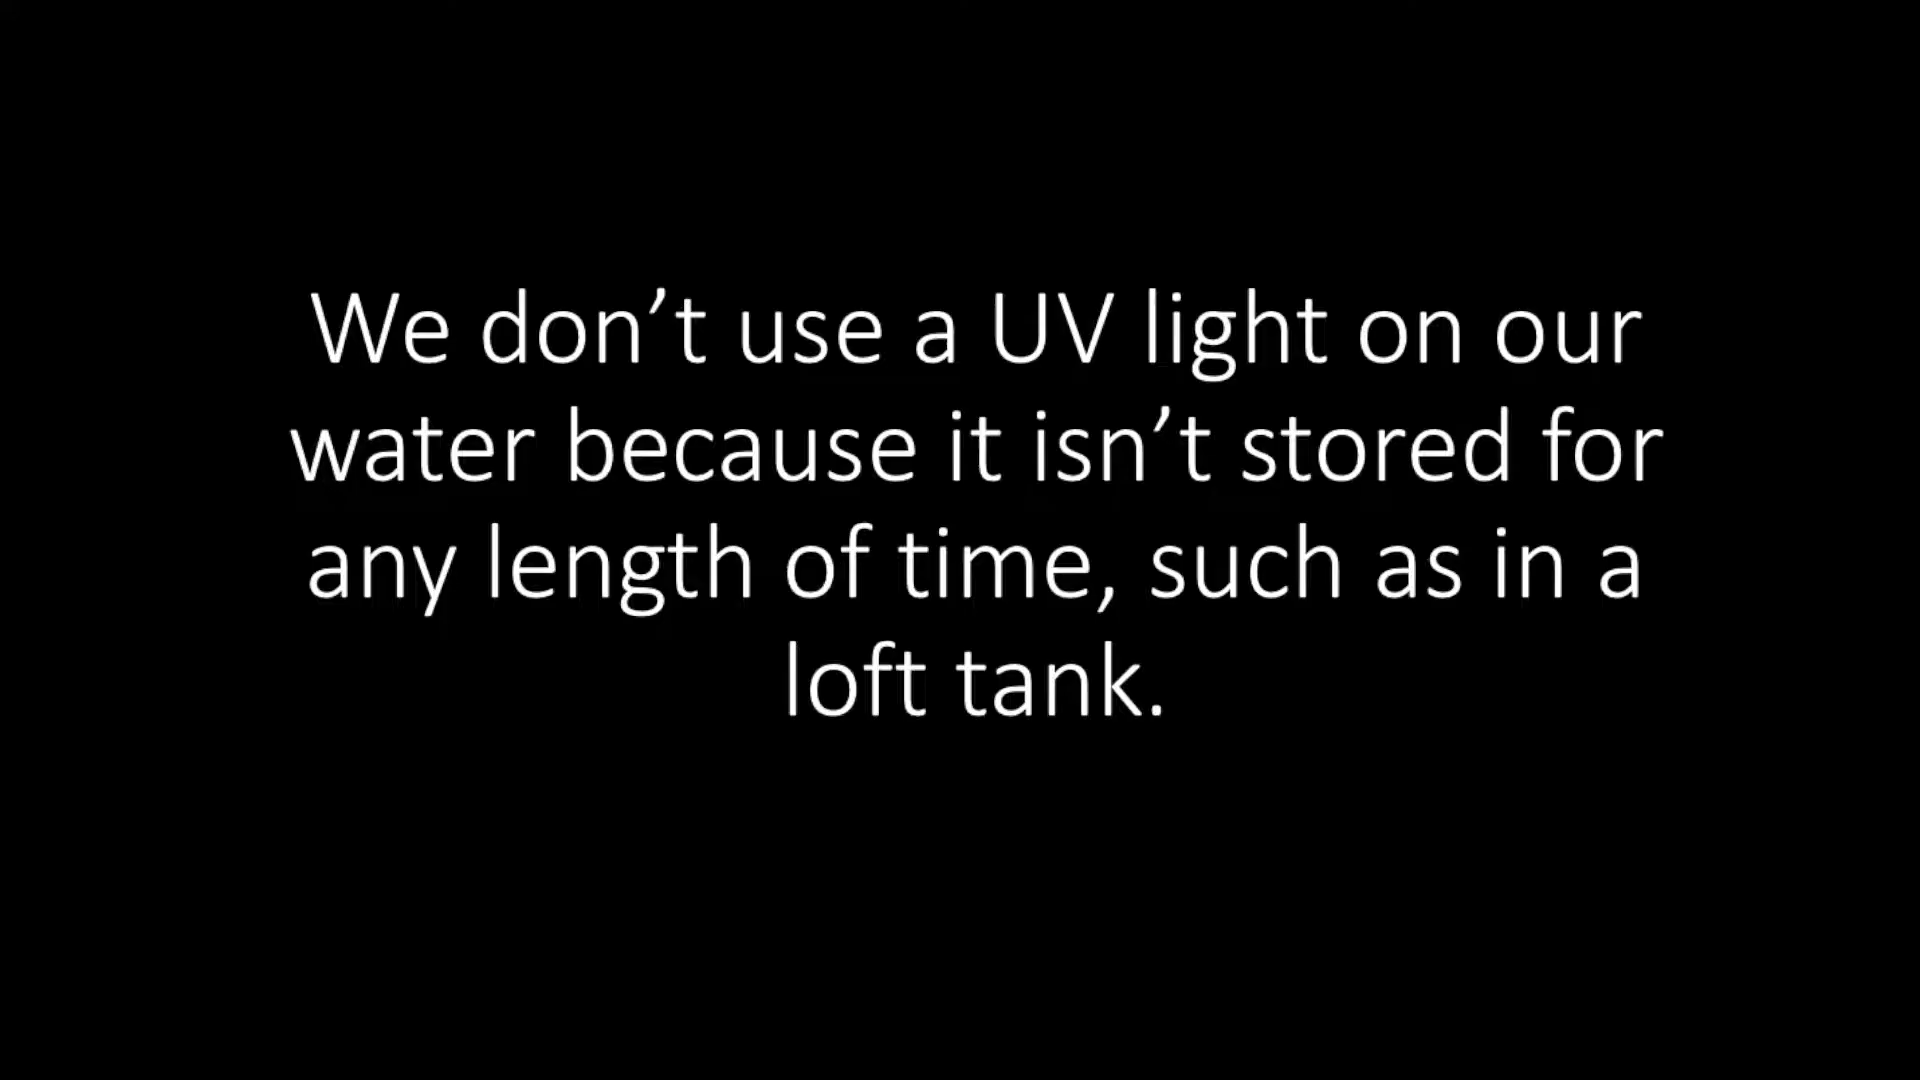 We don’t use a UV light on our
water because it isn’t stored for
any length of time, such as in a
loft tank.